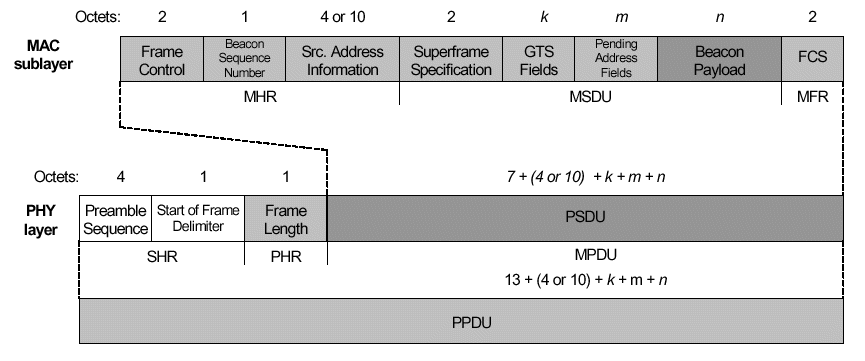 Octets: 2 1 4 or 10 2 k m n 2
MAC sublayer
Frame Control
Beacon Sequence Number
Src. Address Information
Superframe Specification
GTS Fields
Pending Address Fields
Beacon Payload
FCS
MHR MSDU MFR
Octets: 4 1 1 7 + (4 or 10) + k + m + n
PHY layer
Preamble Sequence
Start of Frame Delimiter
Frame Length
PSDU
SHR PHR MPDU
13 + (4 or 10) + k + m + n
PPDU